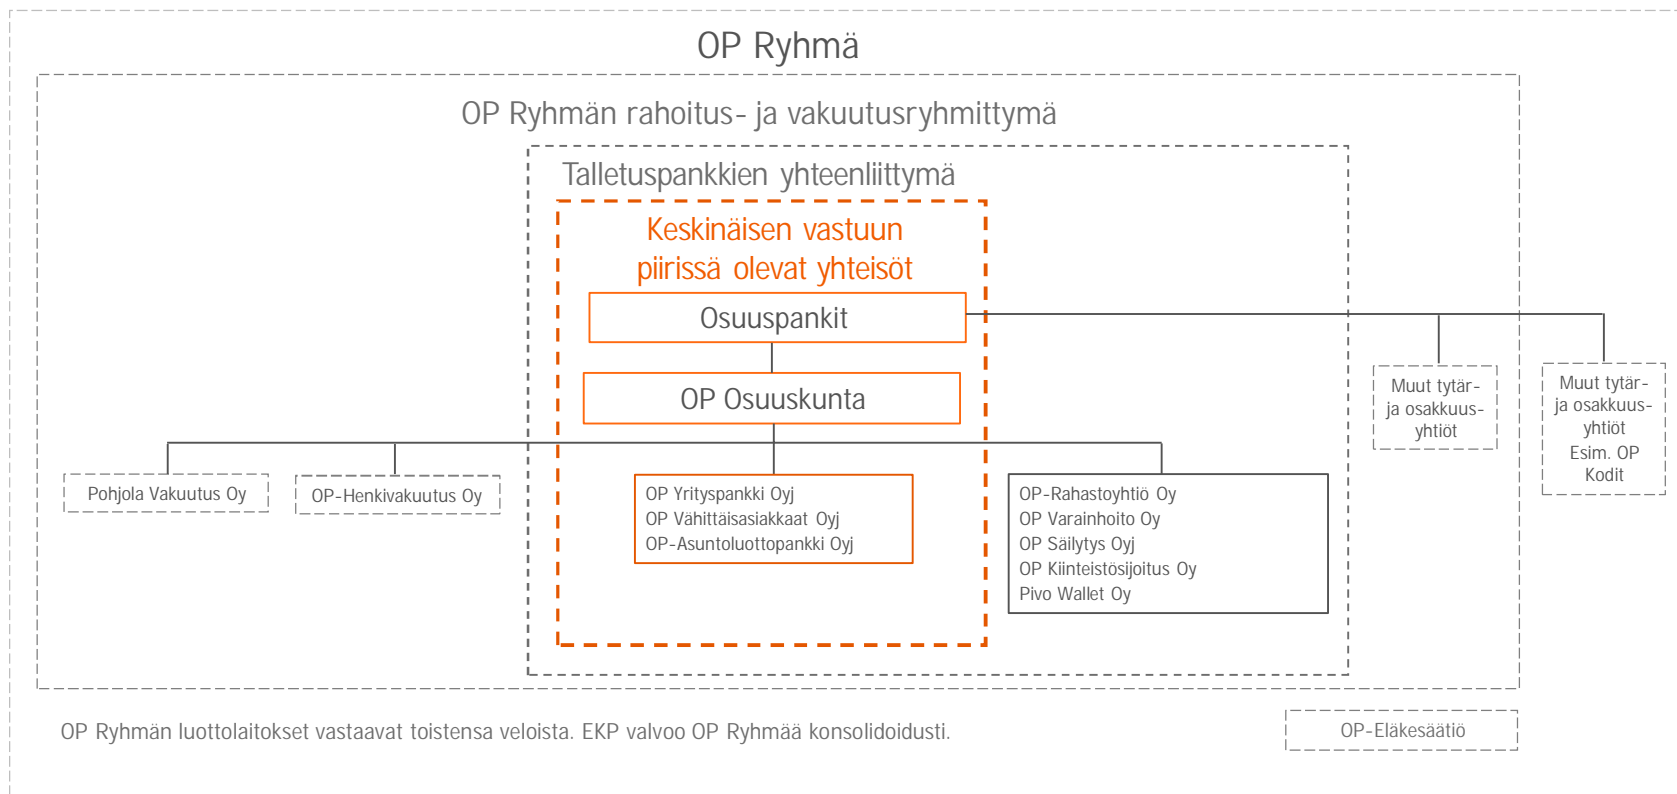 OP Ryhmä
OP Ryhmän rahoitus- ja vakuutusryhmittymä
Talletuspankkien yhteenliittymä
Keskinäisen vastuun
piirissä olevat yhteisöt
Osuuspankit
OP Osuuskunta
Muut tytär-
ja osakkuus-
yhtiöt
Muut tytär-
ja osakkuus-
yhtiöt
Esim. OP
Kodit
Pohjola Vakuutus Oy
OP-Henkivakuutus Oy
OP Yrityspankki Oyj
OP Vähittäisasiakkaat Oyj
OP-Asuntoluottopankki Oyj
OP-Rahastoyhtiö Oy
OP Varainhoito Oy
OP Säilytys Oyj
OP Kiinteistösijoitus Oy
Pivo Wallet Oy
OP Ryhmän luottolaitokset vastaavat toistensa veloista. EKP valvoo OP Ryhmää konsolidoidusti.
OP-Eläkesäätiö